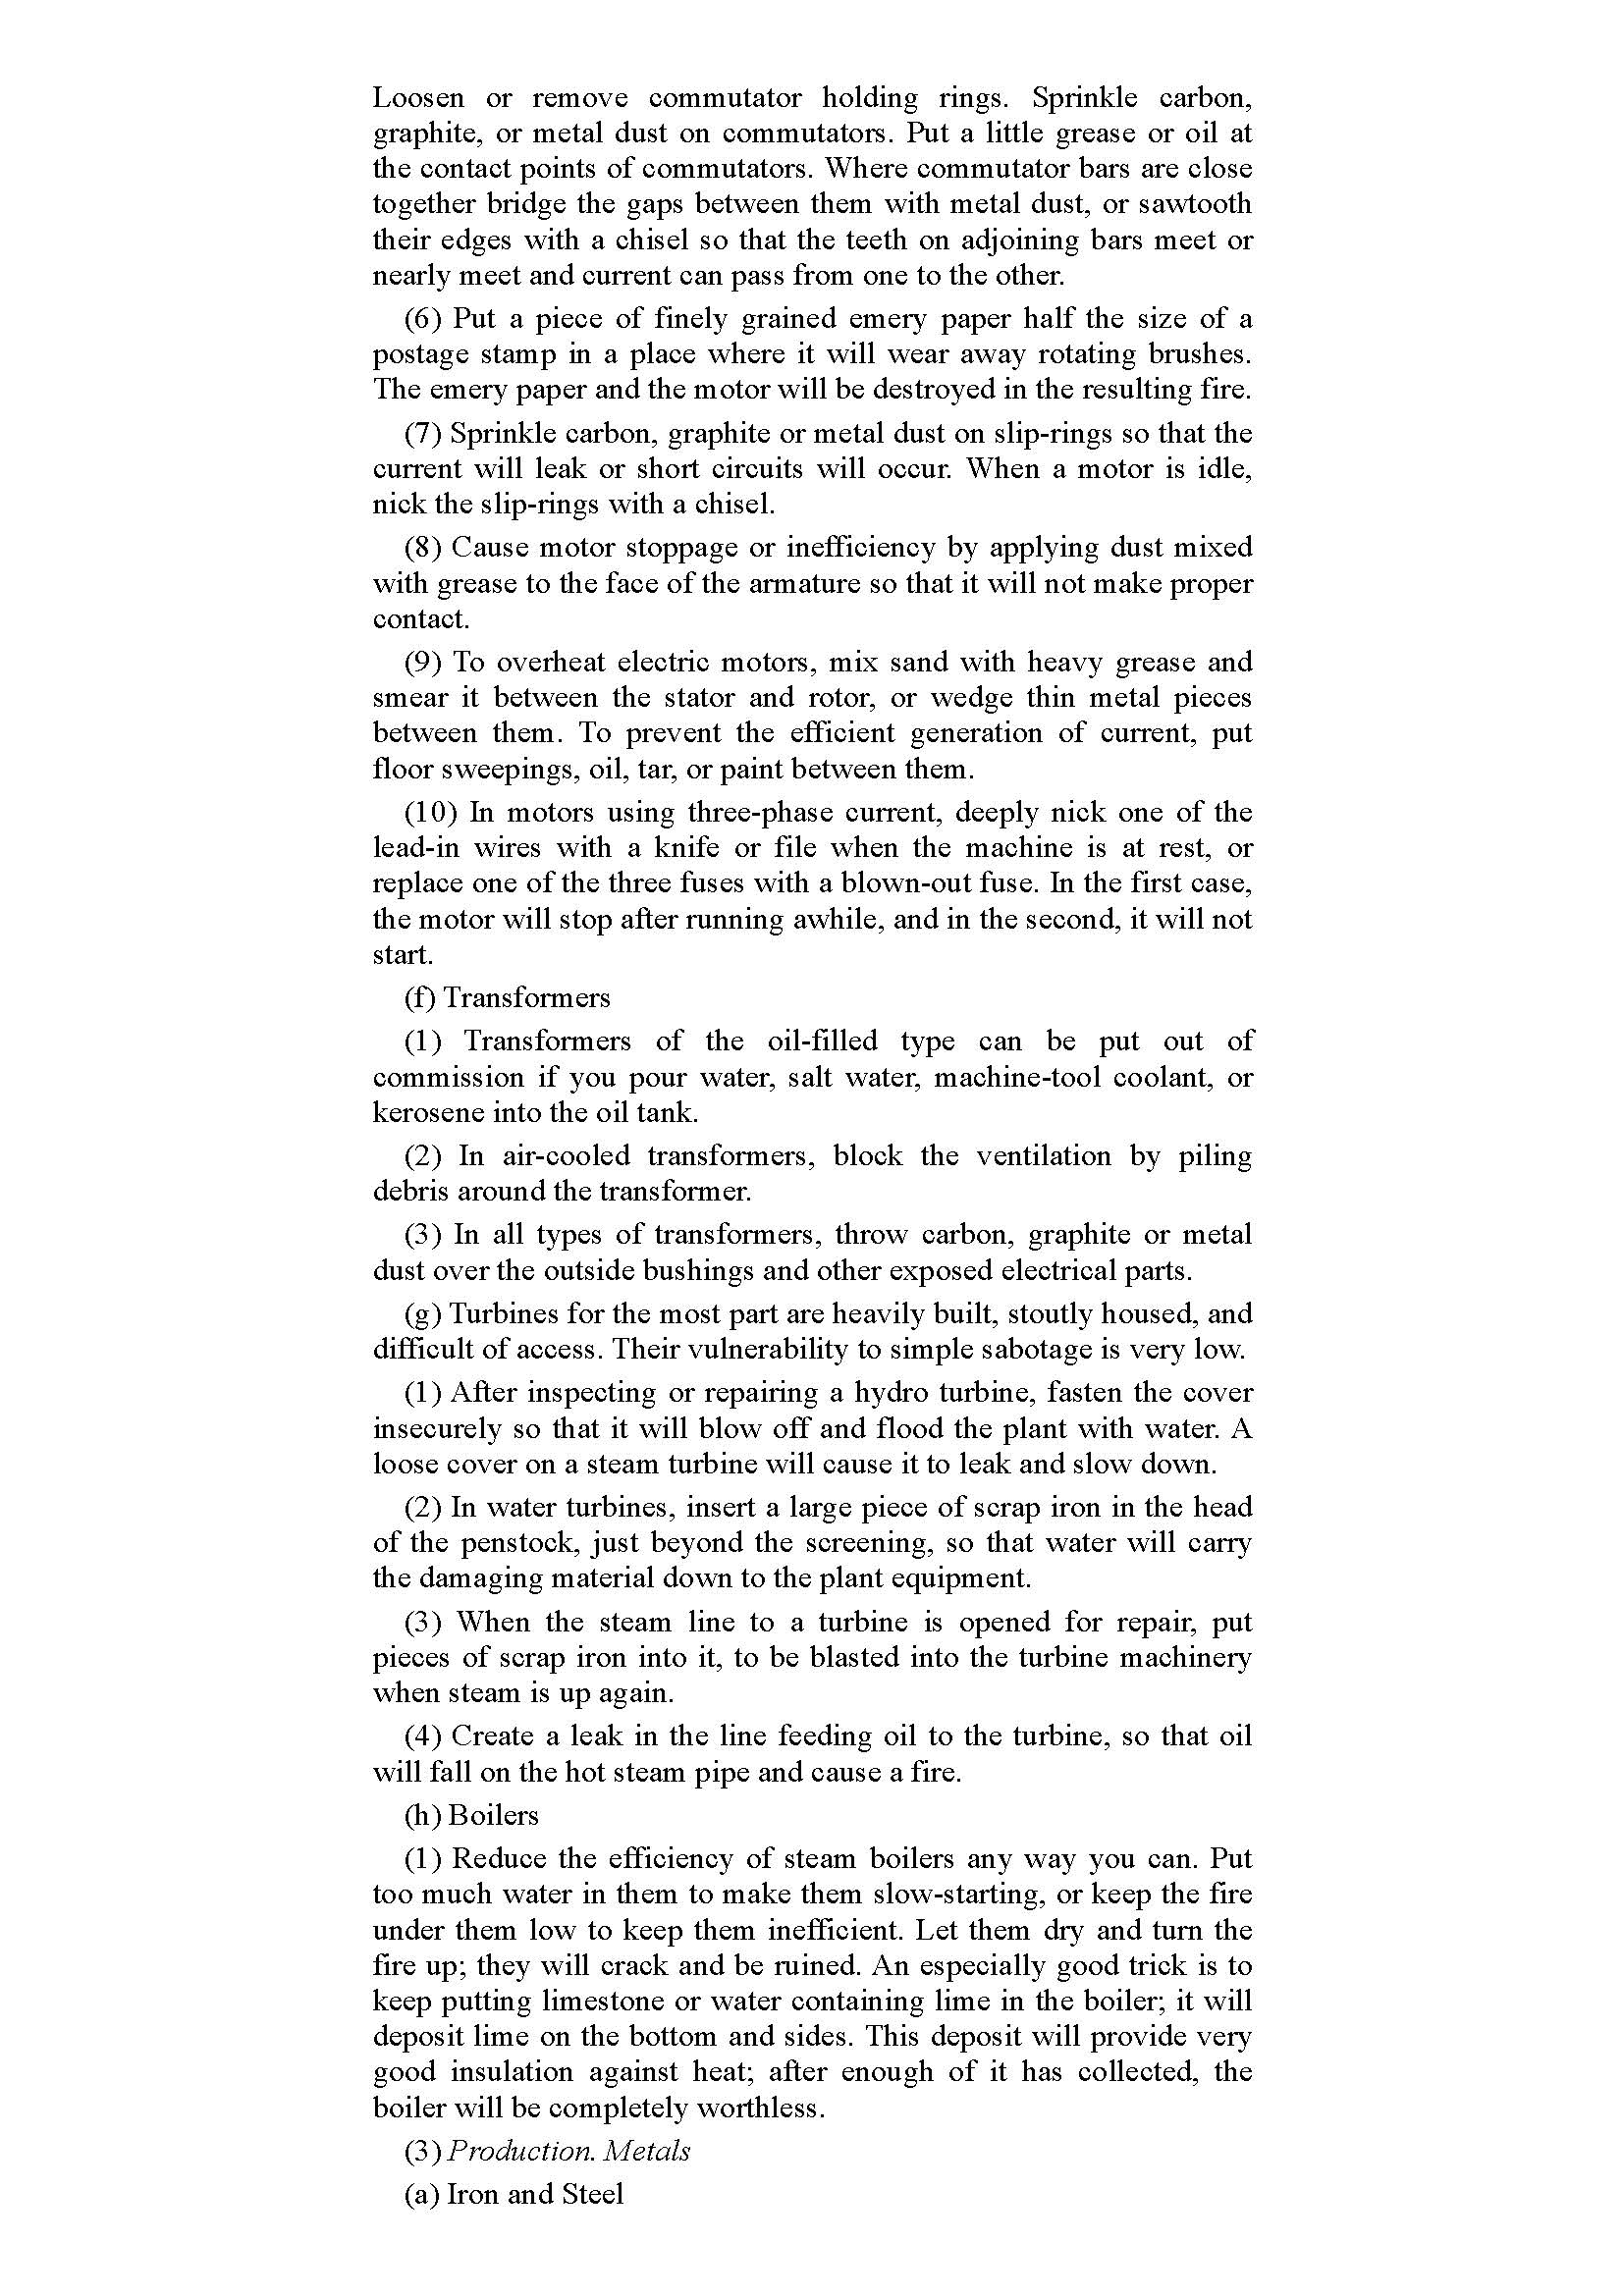 Loosen or remove commutator holding rings. Sprinkle carbon,
graphite, or metal dust on commutators. Put a little grease or oil at
the contact points of commutators. Where commutator bars are close
together bridge the gaps between them with metal dust, or sawtooth
their edges with a chisel so that the teeth on adjoining bars meet or
nearly meet and current can pass from one to the other.
(6) Put a piece of finely grained emery paper half the size of a
postage stamp in a place where it will wear away rotating brushes.
The emery paper and the motor will be destroyed in the resulting fire.
(7) Sprinkle carbon, graphite or metal dust on slip-rings so that the
current will leak or short circuits will occur. When a motor is idle,
nick the slip-rings with a chisel.
(8) Cause motor stoppage or inefficiency by applying dust mixed
with grease to the face of the armature so that it will not make proper
contact.
(9) To overheat electric motors, mix sand with heavy grease and
smear it between the stator and rotor, or wedge thin metal pieces
between them. To prevent the efficient generation of current, put
floor sweepings, oil, tar, or paint between them.
(10) In motors using three-phase current, deeply nick one of the
lead-in wires with a knife or file when the machine is at rest, or
replace one of the three fuses with a blown-out fuse. In the first case,
the motor will stop after running awhile, and in the second, it will not
start.
(f) Transformers
(1) Transformers of the oil-filled type can be put out of
commission if you pour water, salt water, machine-tool coolant, or
kerosene into the oil tank.
(2) In air-cooled transformers, block the ventilation by piling
debris around the transformer.
(3) In all types of transformers, throw carbon, graphite or metal
dust over the outside bushings and other exposed electrical parts.
(g) Turbines for the most part are heavily built, stoutly housed, and
difficult of access. Their vulnerability to simple sabotage is very low.
(1) After inspecting or repairing a hydro turbine, fasten the cover
insecurely so that it will blow off and flood the plant with water. A
loose cover on a steam turbine will cause it to leak and slow down.
(2) In water turbines, insert a large piece of scrap iron in the head
of the penstock, just beyond the screening, so that water will carry
the damaging material down to the plant equipment.
(3) When the steam line to a turbine is opened for repair, put
pieces of scrap iron into it, to be blasted into the turbine machinery
when steam is up again.
(4) Create a leak in the line feeding oil to the turbine, so that oil
will fall on the hot steam pipe and cause a fire.
(h) Boilers
(1) Reduce the efficiency of steam boilers any way you can. Put
too much water in them to make them slow-starting, or keep the fire
under them low to keep them inefficient. Let them dry and turn the
fire up; they will crack and be ruined. An especially good trick is to
keep putting limestone or water containing lime in the boiler; it will
deposit lime on the bottom and sides. This deposit will provide very
good insulation against heat; after enough of it has collected, the
boiler will be completely worthless.
(3) Production. Metals
(a) Iron and Steel